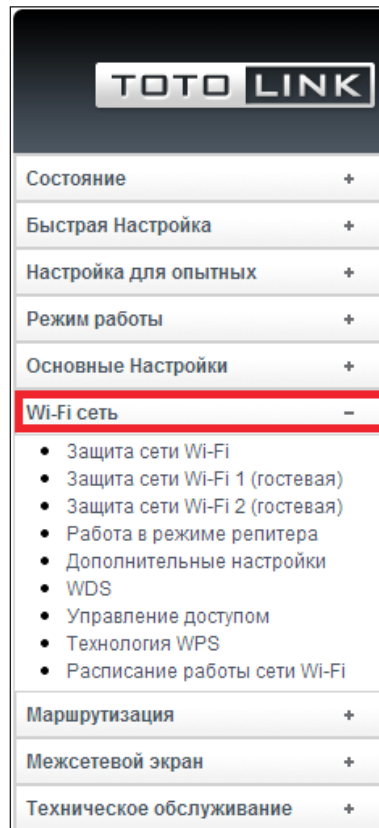 TOTO LINK
Состояние +
Быстрая Настройка +
Настройка для опытных +
Режим работы +
Основные Настройки +
Wi-Fi сеть −
• Защита сети Wi-Fi
• Защита сети Wi-Fi 1 (гостевая)
• Защита сети Wi-Fi 2 (гостевая)
• Работа в режиме репитера
• Дополнительные настройки
• WDS
• Управление доступом
• Технология WPS
• Расписание работы сети Wi-Fi
Маршрутизация +
Межсетевой экран +
Техническое обслуживание +